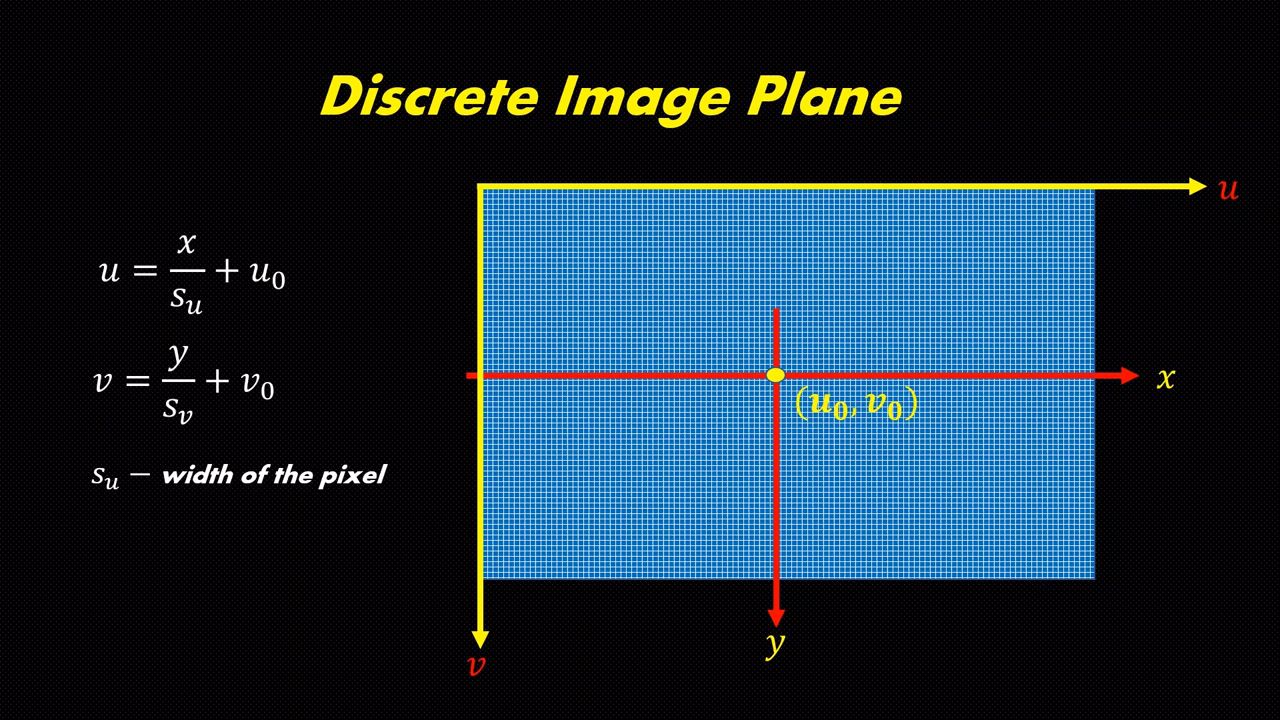 Discrete Image Plane
u = x/s_u + u_0
v = y/s_v + v_0
s_u − width of the pixel
u
x
(u_0, v_0)
y
v